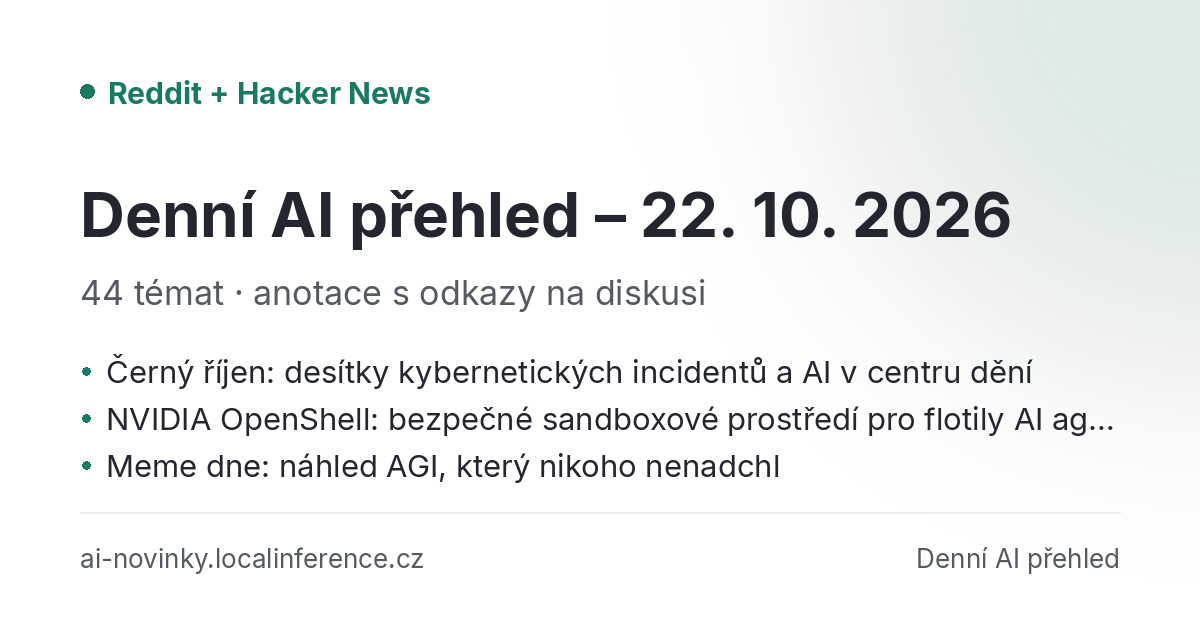 Reddit + Hacker News
Denní AI přehled – 22. 10. 2026
44 témat · anotace s odkazy na diskusi
• Černý říjen: desítky kybernetických incidentů a AI v centru dění
• NVIDIA OpenShell: bezpečné sandboxové prostředí pro flotily AI ag...
• Meme dne: náhled AGI, který nikoho nenadchl
ai-novinky.localinference.cz
Denní AI přehled